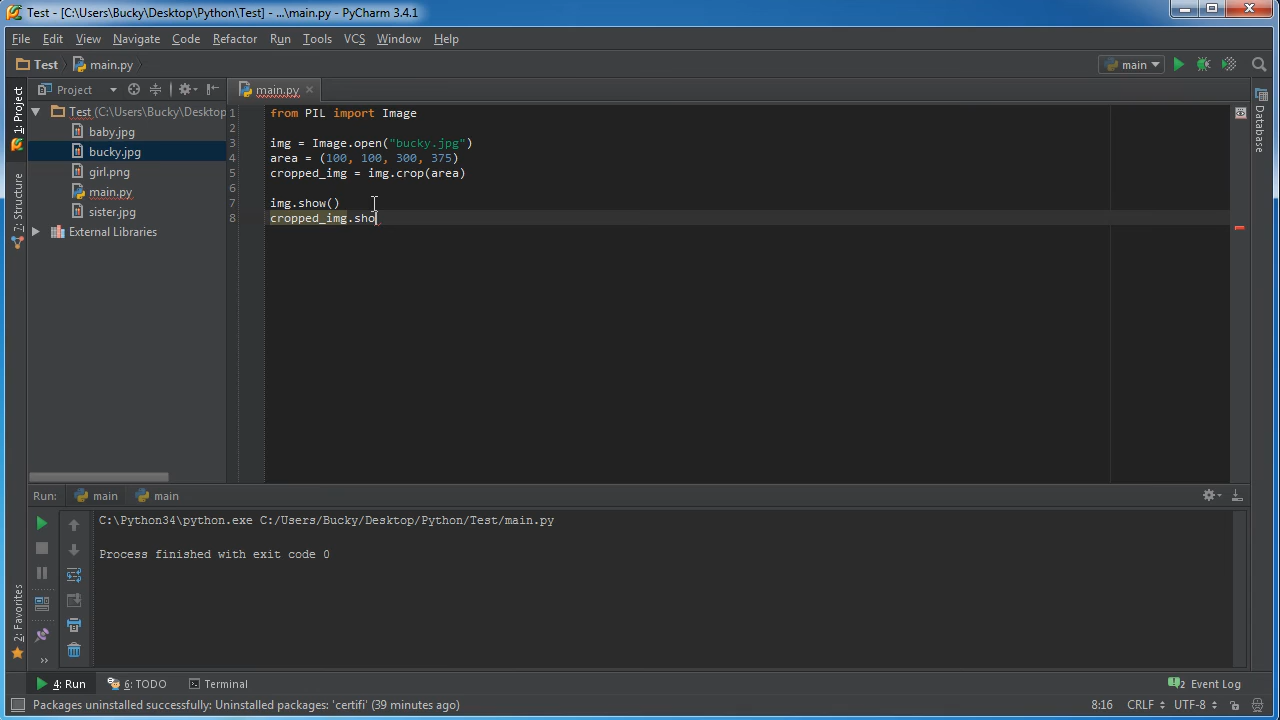 Test - [C:\Users\Bucky\Desktop\Python\Test] - ...\main.py - PyCharm 3.4.1
File Edit View Navigate Code Refactor Run Tools VCS Window Help
Test main.py main
1: Project
Project
main.py
Test (C:\Users\Bucky\Desktop
baby.jpg
bucky.jpg
girl.png
main.py
sister.jpg
External Libraries
7: Structure
Database
1 from PIL import Image
2
3 img = Image.open("bucky.jpg")
4 area = (100, 100, 300, 375)
5 cropped_img = img.crop(area)
6
7 img.show()
8 cropped_img.sho
Run: main main
C:\Python34\python.exe C:/Users/Bucky/Desktop/Python/Test/main.py
Process finished with exit code 0
2: Favorites
4: Run 6: TODO Terminal 2 Event Log
Packages uninstalled successfully: Uninstalled packages: 'certifi' (39 minutes ago) 8:16 CRLF UTF-8